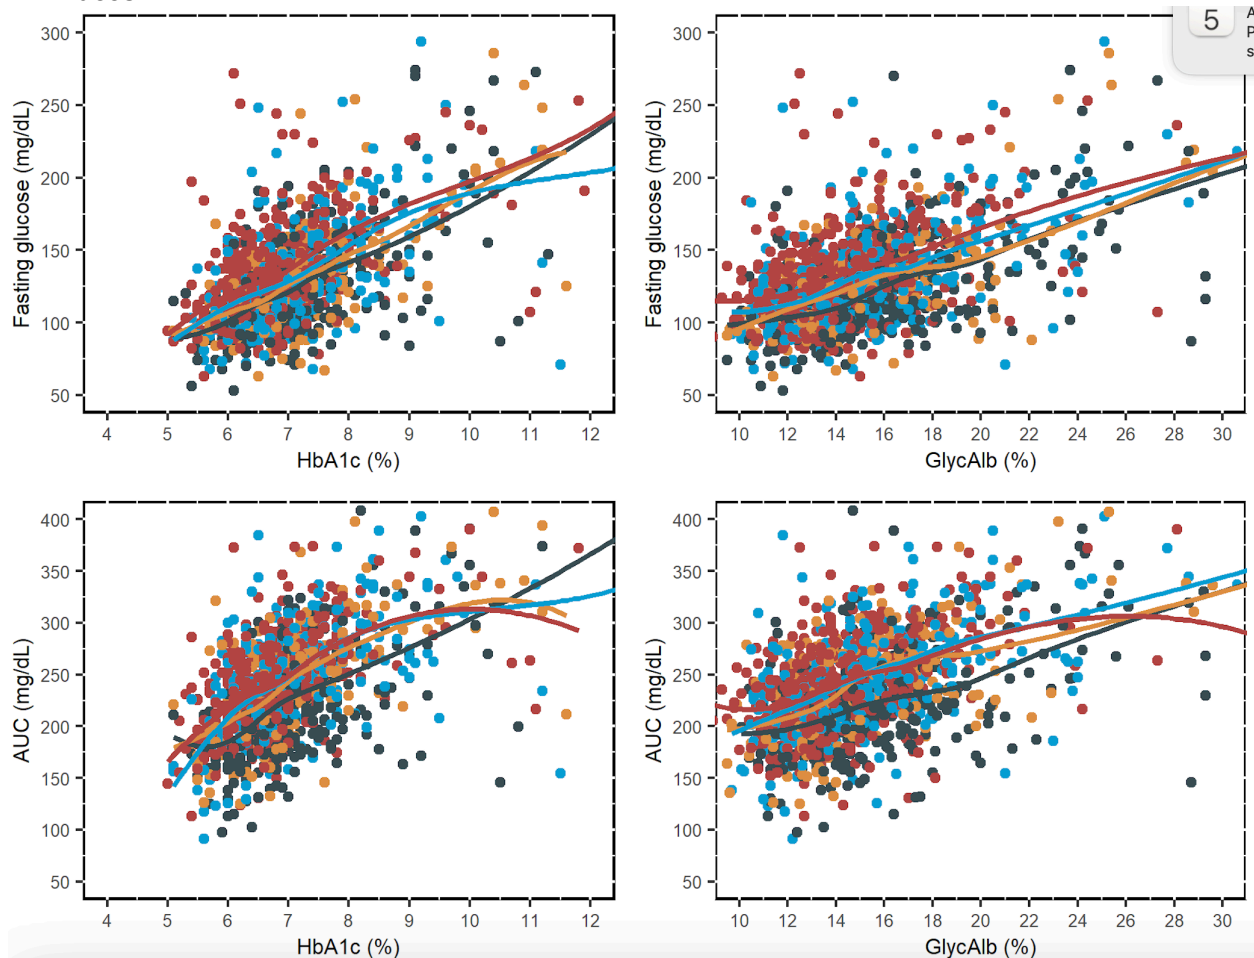 5
A
P
s
300
250
200
150
100
50
Fasting glucose (mg/dL)
4 5 6 7 8 9 10 11 12
HbA1c (%)
300
250
200
150
100
50
Fasting glucose (mg/dL)
10 12 14 16 18 20 22 24 26 28 30
GlycAlb (%)
400
350
300
250
200
150
100
50
AUC (mg/dL)
4 5 6 7 8 9 10 11 12
HbA1c (%)
400
350
300
250
200
150
100
50
AUC (mg/dL)
10 12 14 16 18 20 22 24 26 28 30
GlycAlb (%)